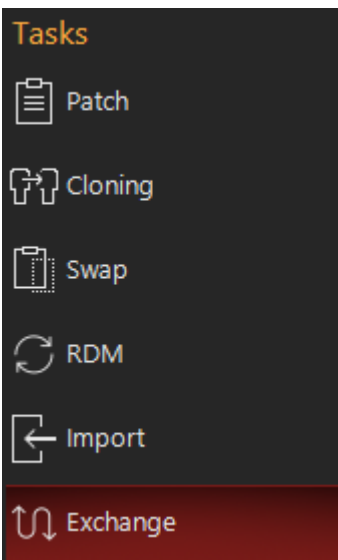 Tasks
Patch
Cloning
Swap
RDM
Import
Exchange